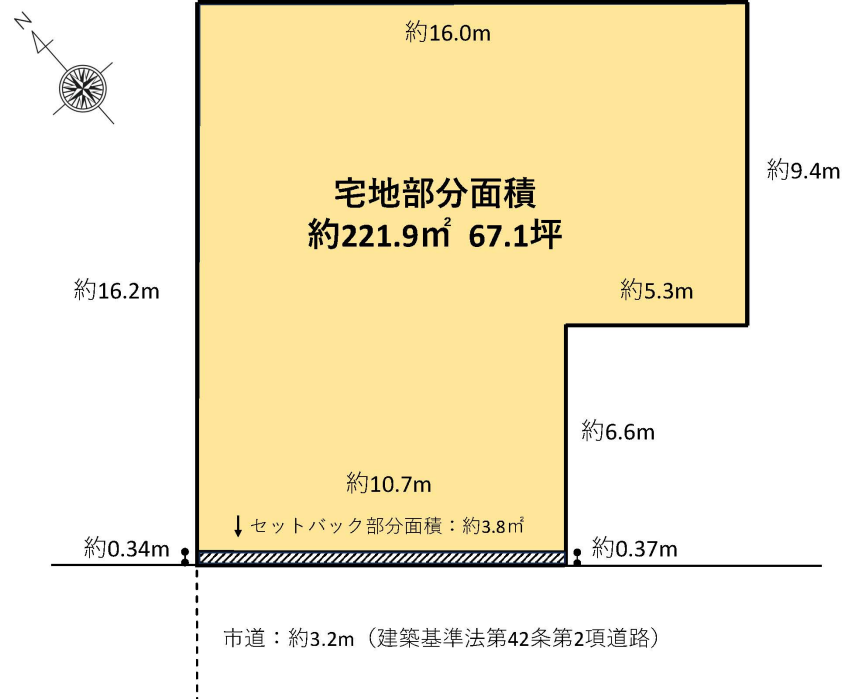 N
約16.0m
約9.4m
宅地部分面積
約221.9㎡ 67.1坪
約16.2m
約5.3m
約6.6m
約10.7m
セットバック部分面積：約3.8㎡
約0.34m
約0.37m
市道：約3.2m（建築基準法第42条第2項道路）